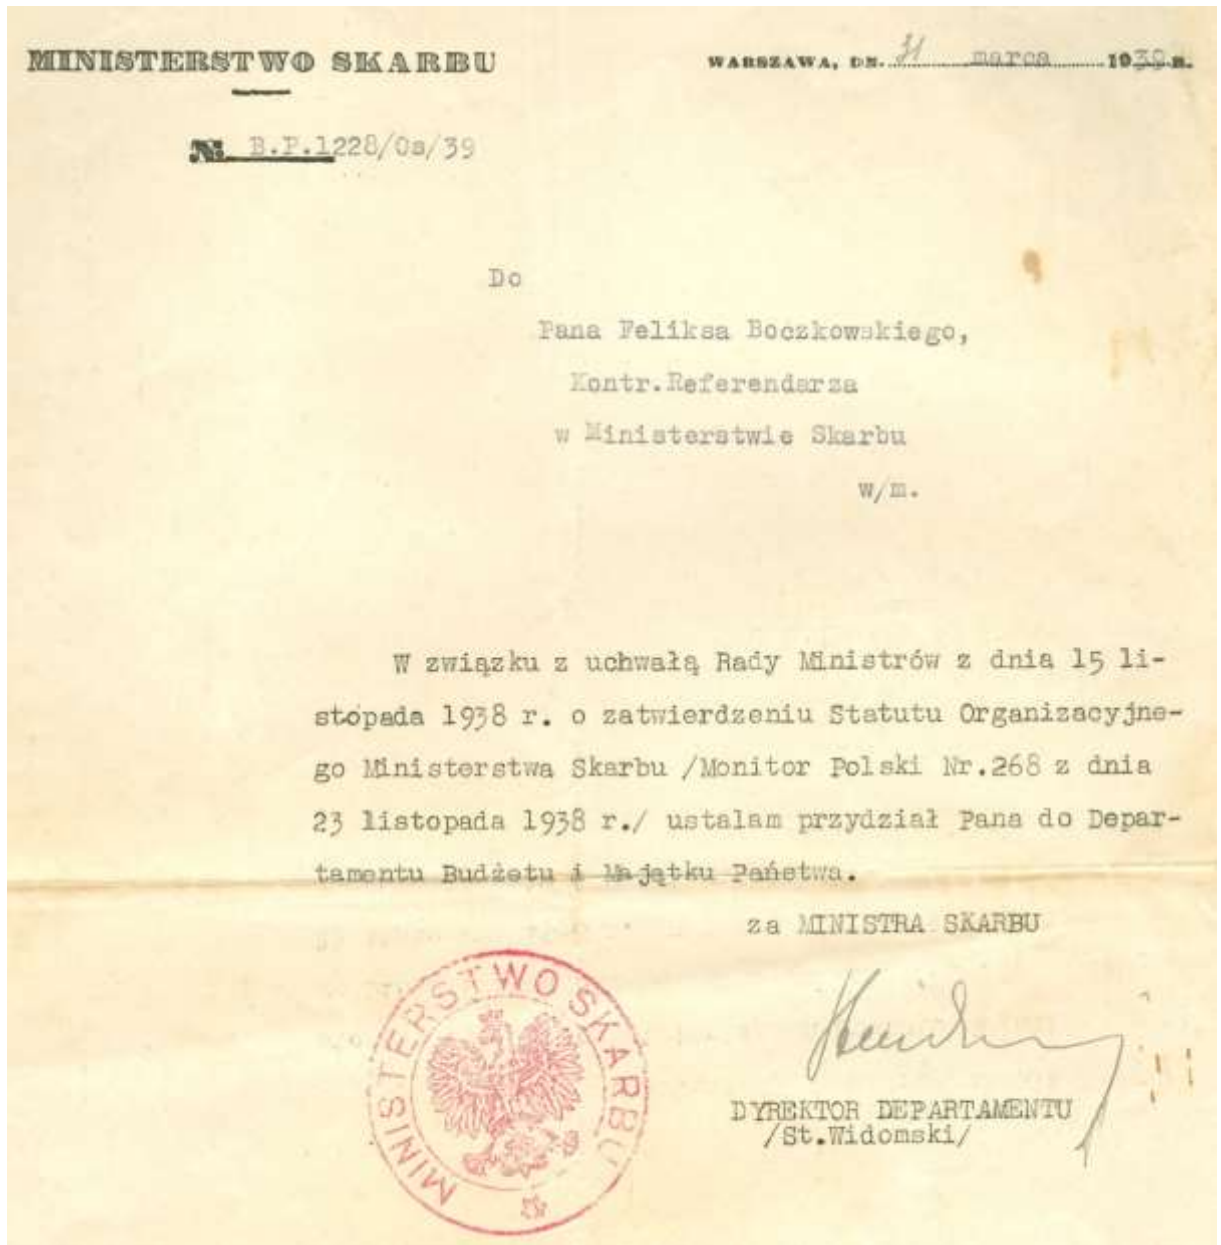 MINISTERSTWO SKARBU
WARSZAWA, DN. 31 marca 1939 R.
№ B.P.1228/Os/39
Do
Pana Feliksa Boczkowskiego,
Kontr.Referendarza
w Ministerstwie Skarbu
w/m.
W związku z uchwałą Rady Ministrów z dnia 15 li-
stopada 1938 r. o zatwierdzeniu Statutu Organizacyjne-
go Ministerstwa Skarbu /Monitor Polski Nr.268 z dnia
23 listopada 1938 r./ ustalam przydział Pana do Depar-
tamentu Budżetu i Majątku Państwa.
za MINISTRA SKARBU
MINISTERSTWO SKARBU
DYREKTOR DEPARTAMENTU
/St.Widomski/